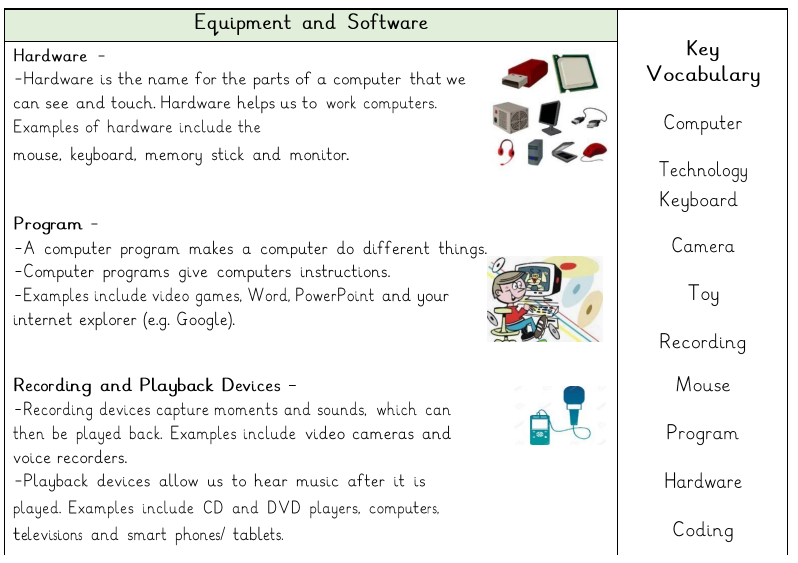 Equipment and Software
Hardware -
-Hardware is the name for the parts of a computer that we
can see and touch. Hardware helps us to work computers.
Examples of hardware include the
mouse, keyboard, memory stick and monitor.
Program -
-A computer program makes a computer do different things.
-Computer programs give computers instructions.
-Examples include video games, Word, PowerPoint and your
internet explorer (e.g. Google).
Recording and Playback Devices -
-Recording devices capture moments and sounds, which can
then be played back. Examples include video cameras and
voice recorders.
-Playback devices allow us to hear music after it is
played. Examples include CD and DVD players, computers,
televisions and smart phones/ tablets.
Key
Vocabulary
Computer
Technology
Keyboard
Camera
Toy
Recording
Mouse
Program
Hardware
Coding